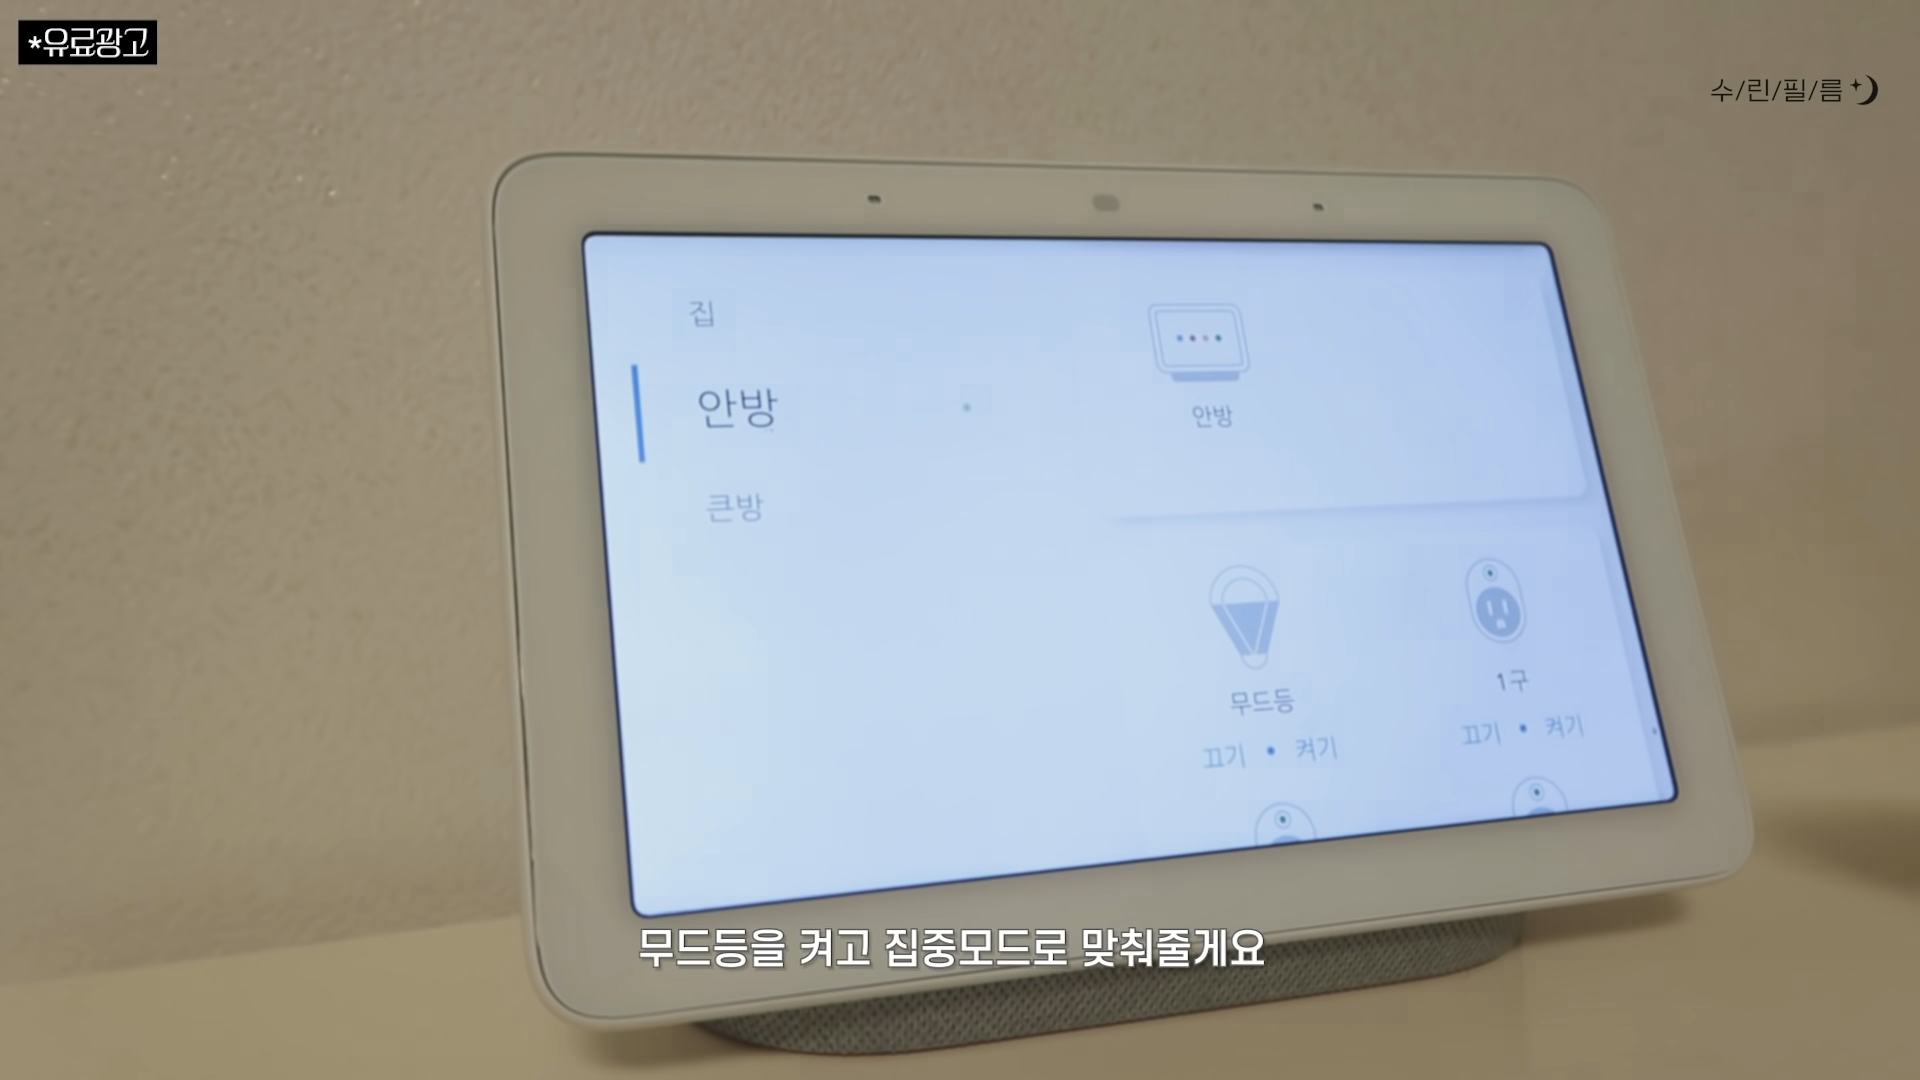 *유료광고
수/린/필/름
집
안방
큰방
안방
무드등
끄기 • 켜기
1구
끄기 • 켜기
무드등을 켜고 집중모드로 맞춰줄게요